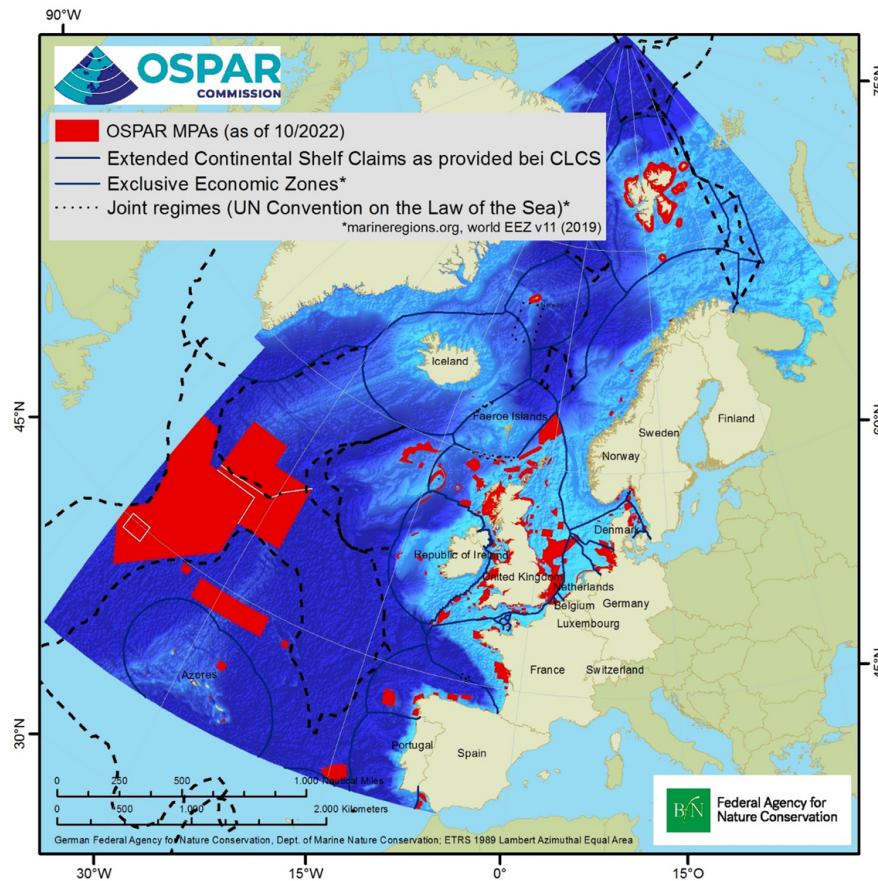 90°W
OSPAR
COMMISSION
75°N
OSPAR MPAs (as of 10/2022)
Extended Continental Shelf Claims as provided bei CLCS
Exclusive Economic Zones*
Joint regimes (UN Convention on the Law of the Sea)*
*marineregions.org, world EEZ v11 (2019)
Norway
Iceland
45°N
60°N
Faeroe Islands
Finland
Sweden
Norway
Denmark
Republic of Ireland
United Kingdom
Netherlands
Belgium
Germany
Luxembourg
France
Switzerland
45°N
Azores
30°N
Portugal
Spain
0 250 500 1.000 Nautical Miles
0 500 1.000 2.000 Kilometers
BfN
Federal Agency for
Nature Conservation
German Federal Agency for Nature Conservation, Dept. of Marine Nature Conservation; ETRS 1989 Lambert Azimuthal Equal Area
30°W
15°W
0°
15°O